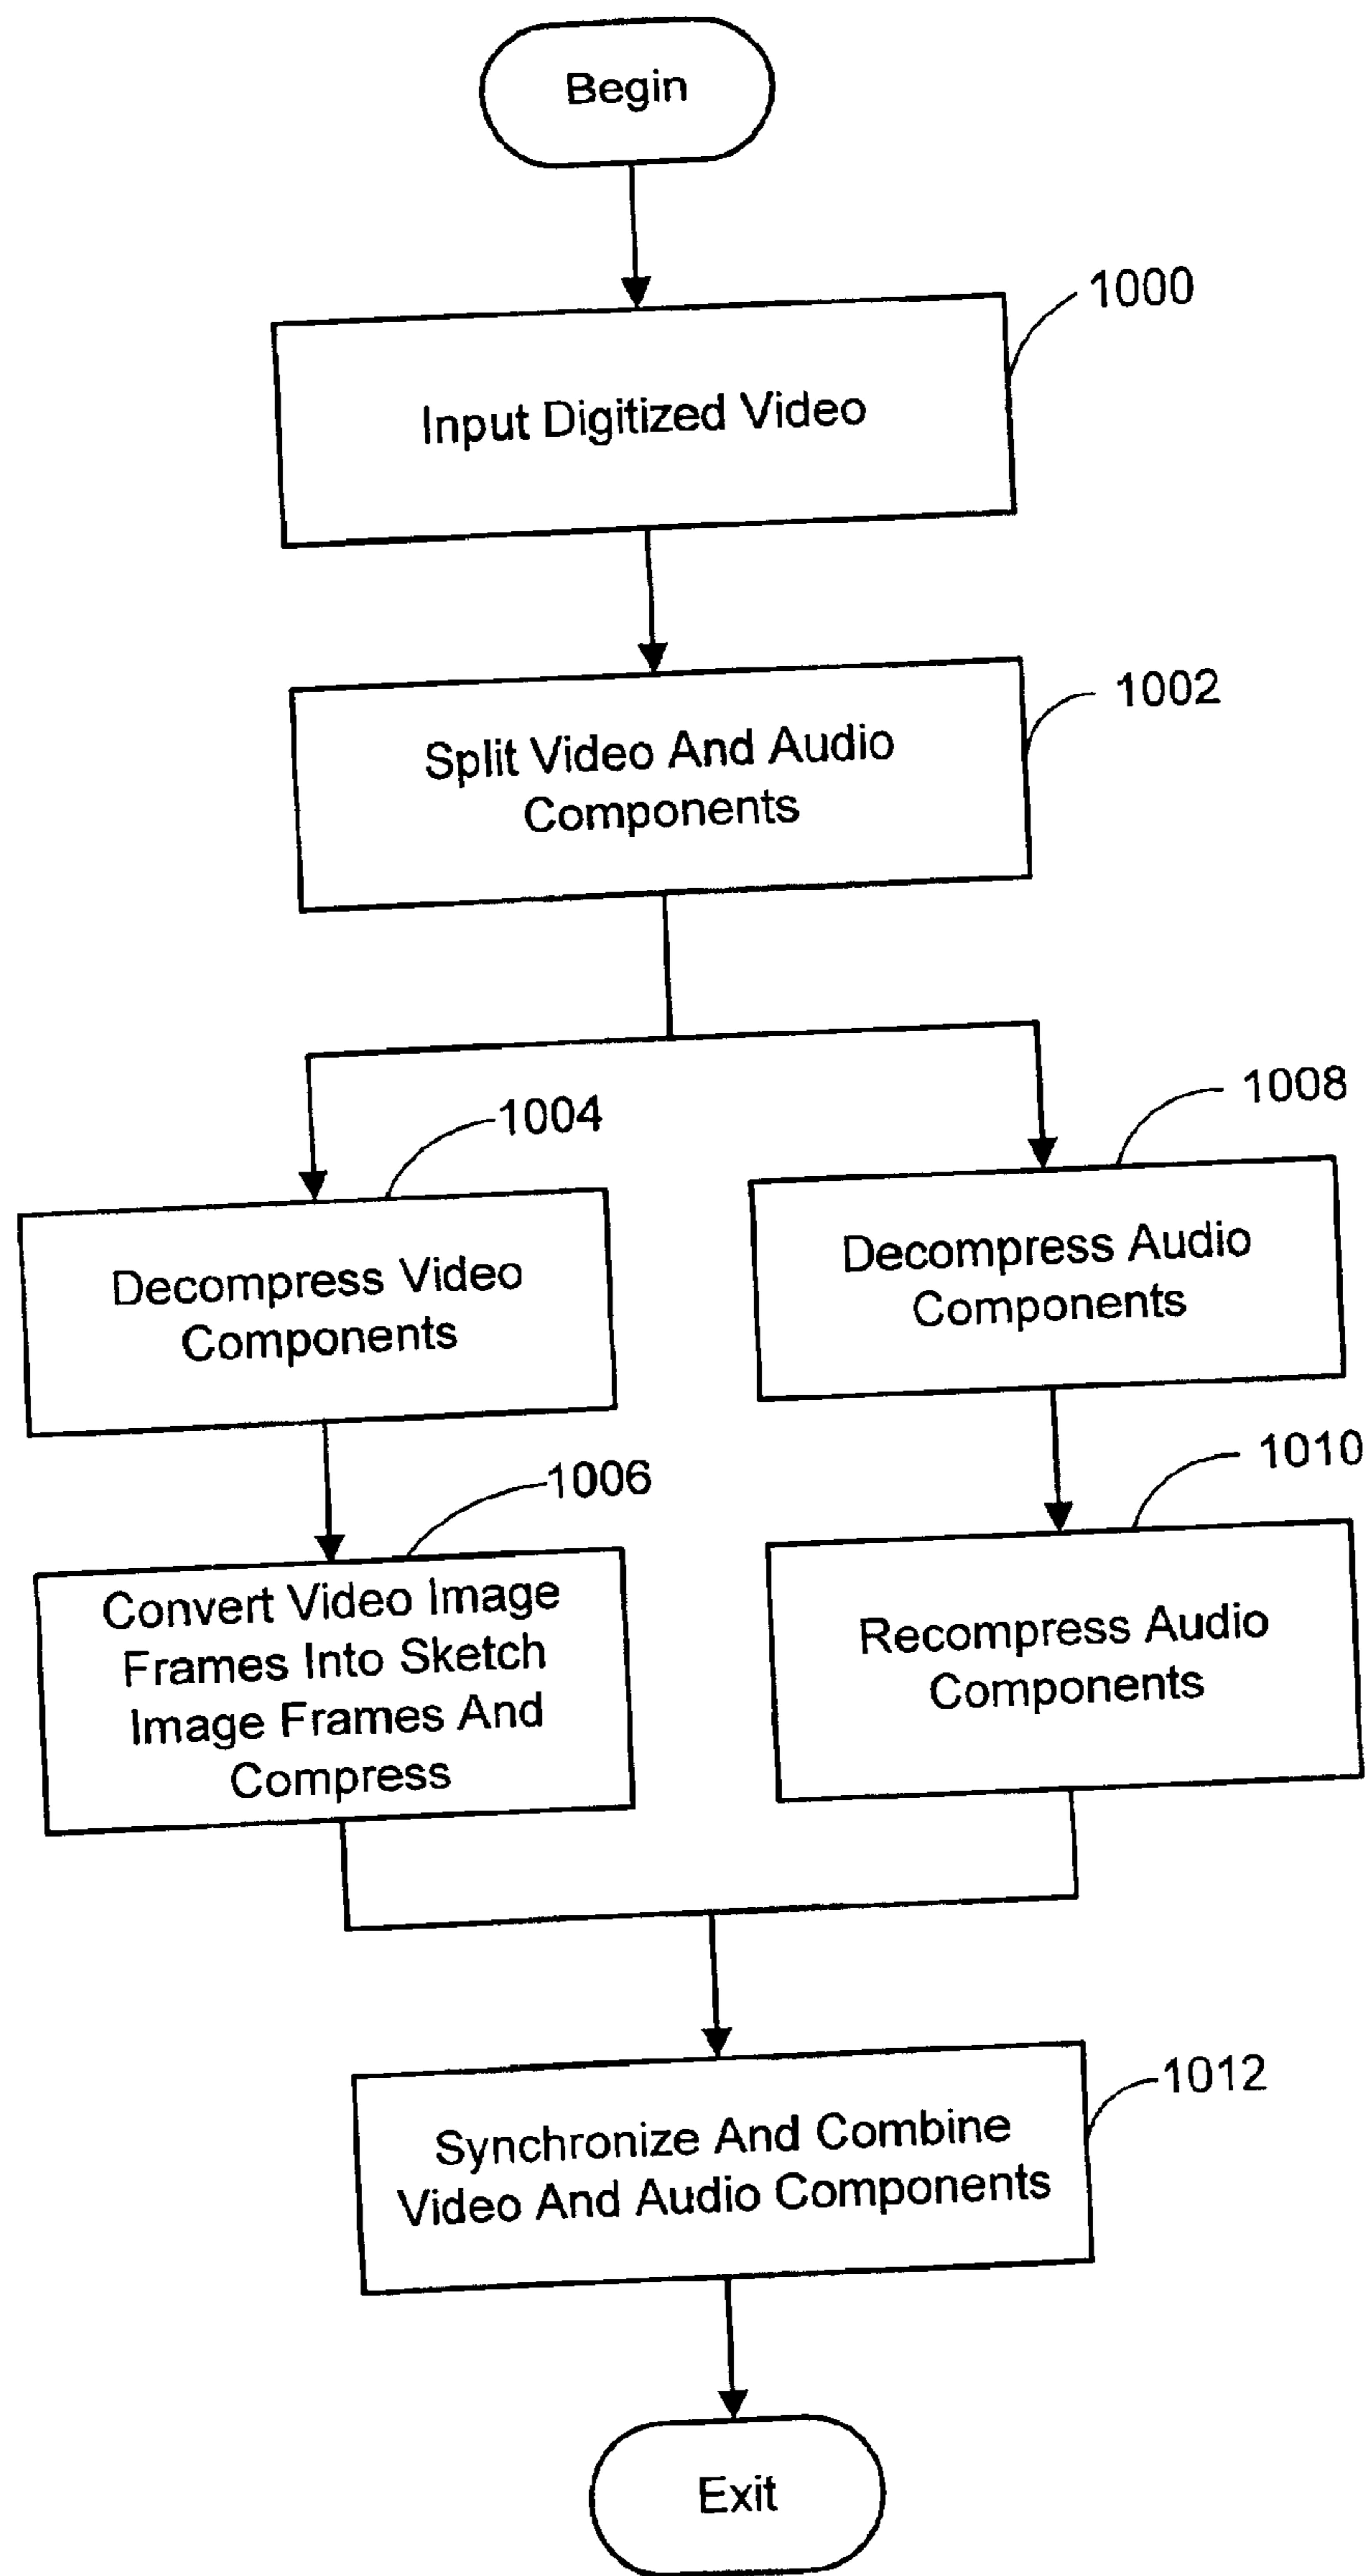 Begin
1000
Input Digitized Video
1002
Split Video And Audio
Components
1004
Decompress Video
Components
1008
Decompress Audio
Components
1006
Convert Video Image
Frames Into Sketch
Image Frames And
Compress
1010
Recompress Audio
Components
1012
Synchronize And Combine
Video And Audio Components
Exit